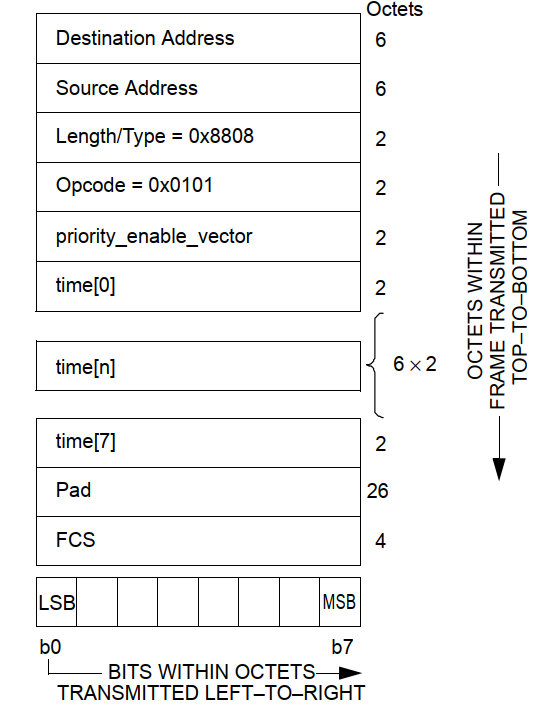 Octets
Destination Address 6
Source Address 6
Length/Type = 0x8808 2
Opcode = 0x0101 2
priority_enable_vector 2
time[0] 2
time[n] 6 × 2
time[7] 2
Pad 26
FCS 4
LSB MSB
b0 b7
BITS WITHIN OCTETS
TRANSMITTED LEFT–TO–RIGHT
OCTETS WITHIN
FRAME TRANSMITTED
TOP–TO–BOTTOM